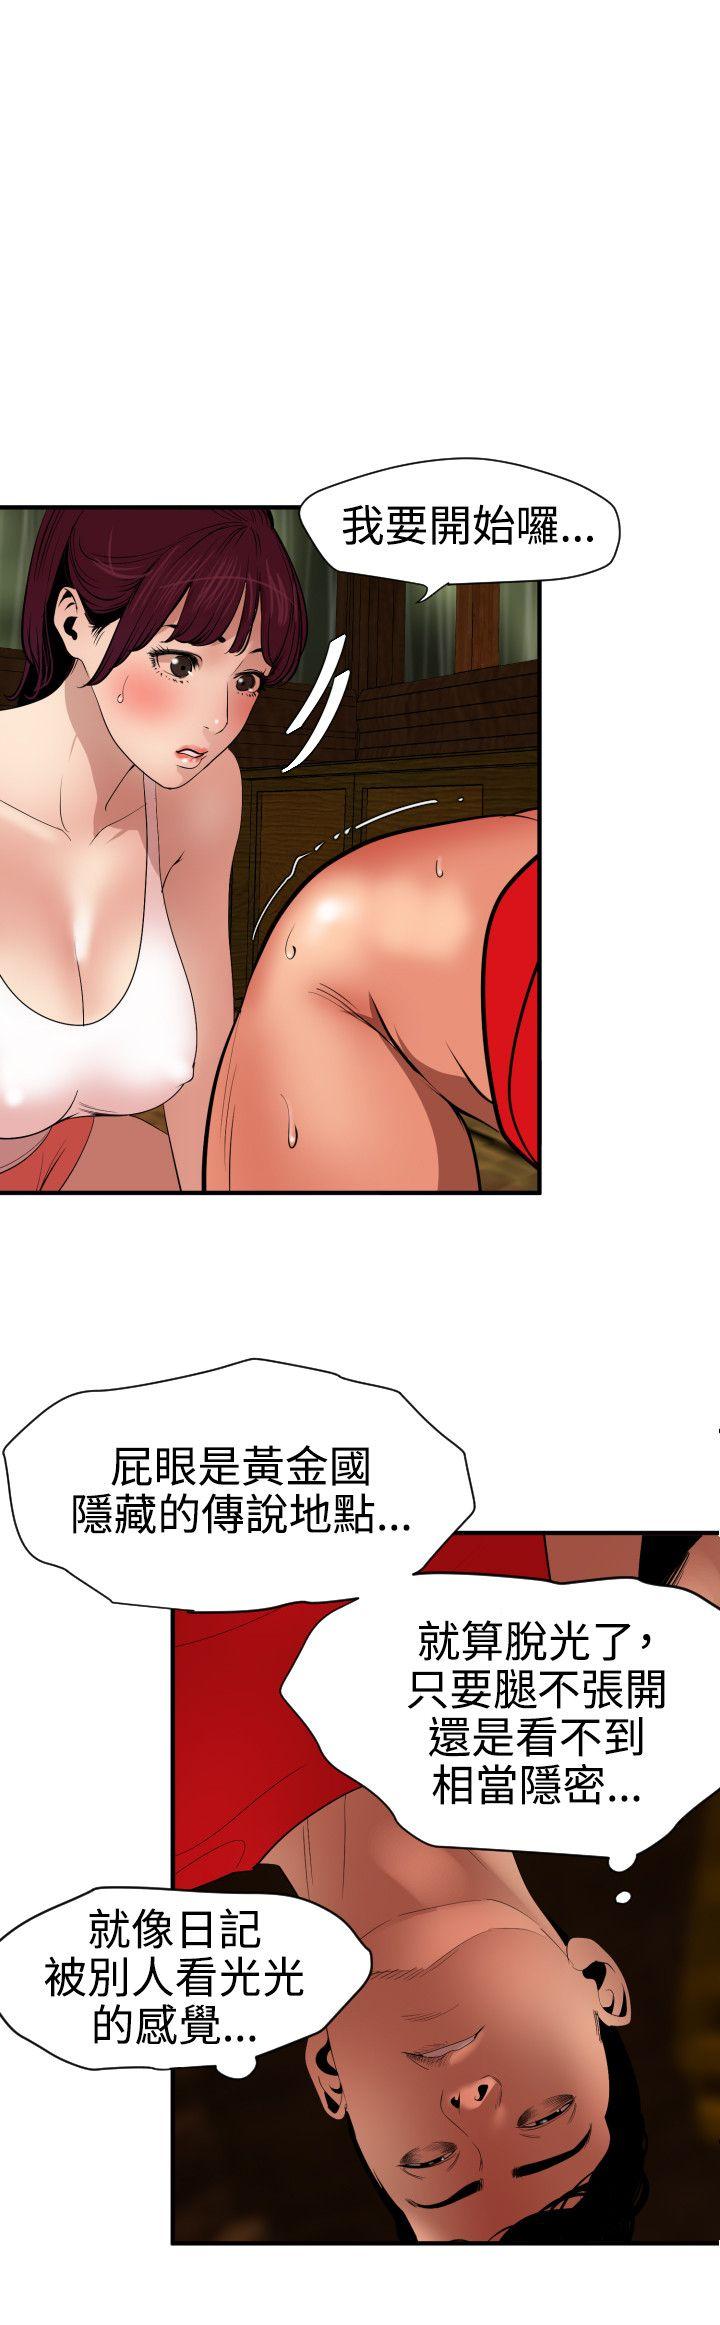 我要開始囉...
屁眼是黃金國
隱藏的傳說地點...
就算脫光了，
只要腿不張開
還是看不到
相當隱密...
就像日記
被別人看光光
的感覺...